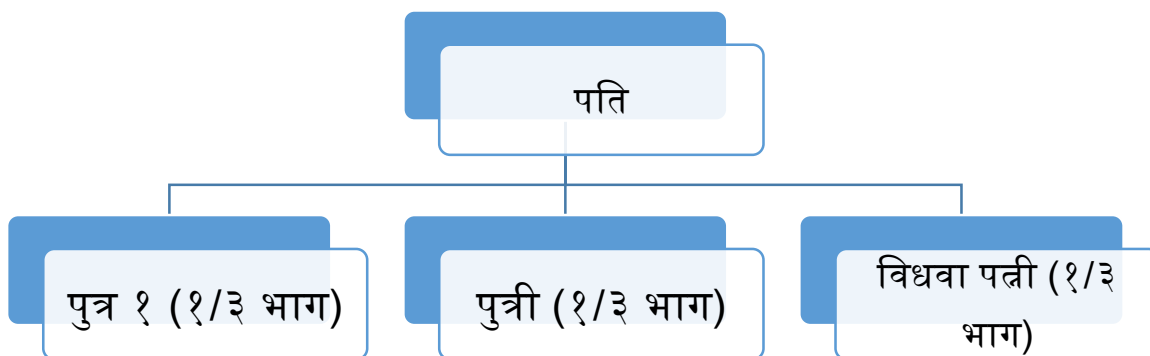 पति
पुत्र १ (१/३ भाग)
पुत्री (१/३ भाग)
विधवा पत्नी (१/३
भाग)